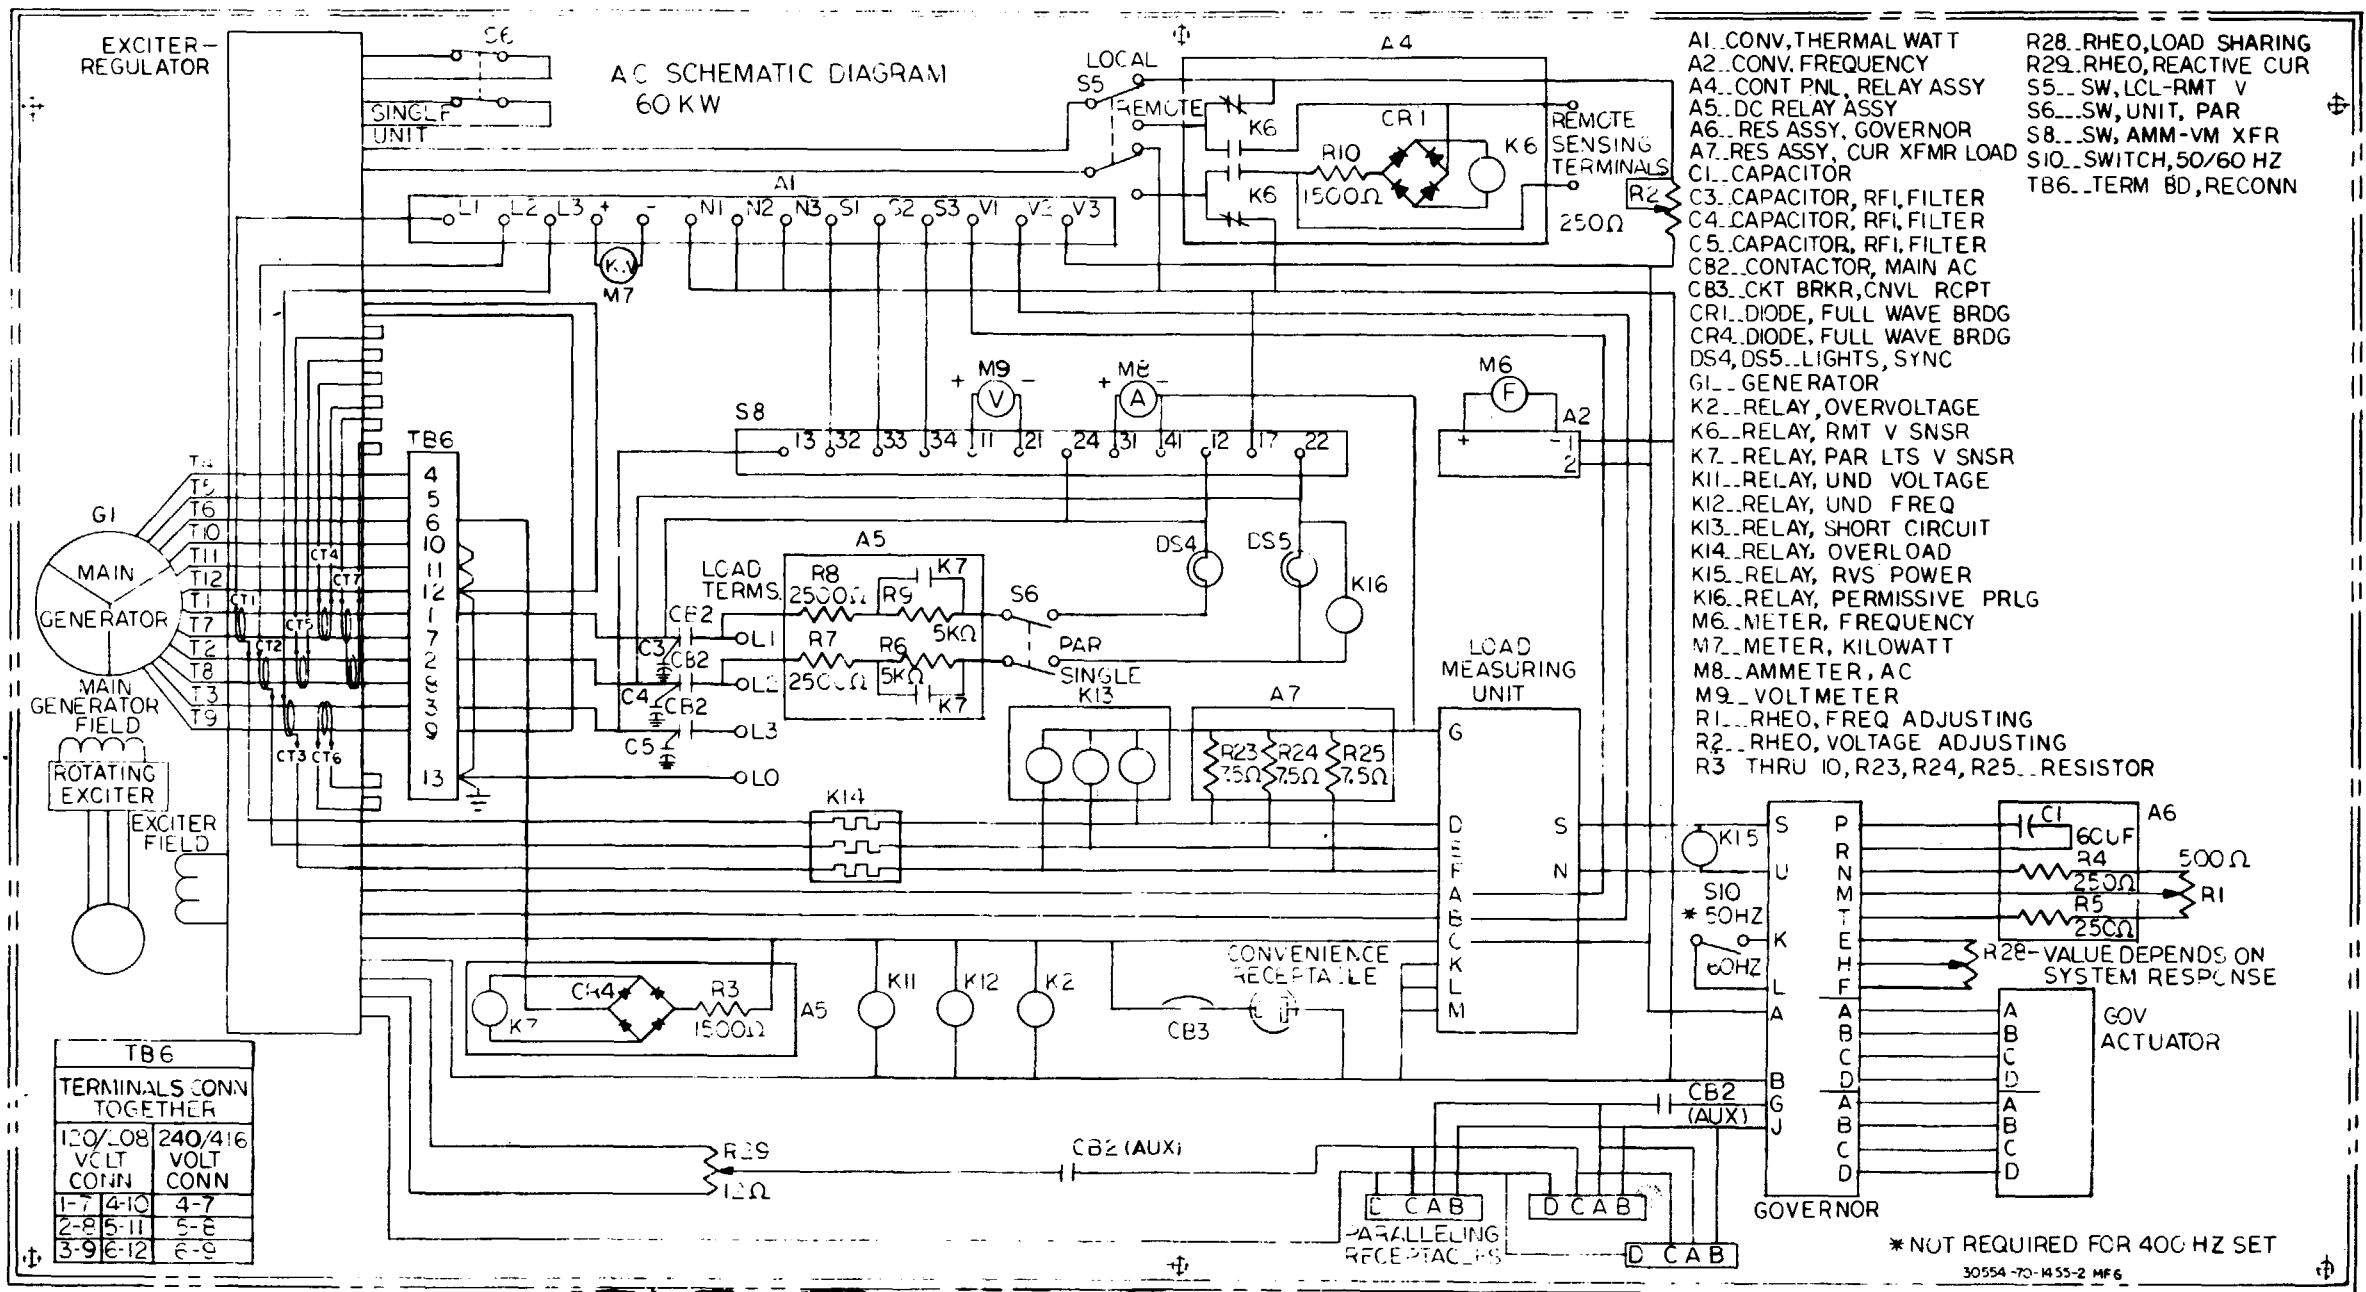 EXCITER-
REGULATOR
S6
SINGLE
UNIT
AC SCHEMATIC DIAGRAM
60 KW
LOCAL
S5
REMOTE
A4
K6
K6
CR1
R10
1500Ω
K6
REMOTE
SENSING
TERMINALS
R2
250Ω
A1
L1 L2 L3 + - N1 N2 N3 S1 S2 S3 V1 V2 V3
M7
A1__CONV,THERMAL WATT
A2__CONV. FREQUENCY
A4__CONT PNL, RELAY ASSY
A5__DC RELAY ASSY
A6__RES ASSY, GOVERNOR
A7__RES ASSY, CUR XFMR LOAD
C1__CAPACITOR
C3__CAPACITOR, RFI, FILTER
C4__CAPACITOR, RFI, FILTER
C5__CAPACITOR, RFI, FILTER
CB2__CONTACTOR, MAIN AC
CB3__CKT BRKR,CNVL RCPT
CR1__DIODE, FULL WAVE BRDG
CR4__DIODE, FULL WAVE BRDG
DS4,DS5__LIGHTS, SYNC
G1__GENERATOR
K2__RELAY,OVERVOLTAGE
K6__RELAY, RMT V SNSR
K7__RELAY, PAR LTS V SNSR
K11__RELAY, UND VOLTAGE
K12__RELAY, UND FREQ
K13__RELAY, SHORT CIRCUIT
K14__RELAY, OVERLOAD
K15__RELAY, RVS POWER
K16__RELAY, PERMISSIVE PRLG
M6__METER, FREQUENCY
M7__METER, KILOWATT
M8__AMMETER, AC
M9__VOLTMETER
R1__RHEO, FREQ ADJUSTING
R2__RHEO, VOLTAGE ADJUSTING
R3 THRU 10, R23, R24, R25__RESISTOR
R28__RHEO,LOAD SHARING
R29__RHEO,REACTIVE CUR
S5__SW, LCL-RMT V
S6__SW, UNIT, PAR
S8__SW, AMM-VM XFR
S10__SWITCH, 50/60 HZ
TB6__TERM BD, RECONN
+ M9 -
V
+ M8 -
A
M6
F
A2
+ - 1
2
S8
13 32 33 34 11 21 24 31 41 12 17 22
TB6
4
5
6
10
11
12
1
7
2
8
3
9
13
T4
T5
T6
T10
T11
T12
T1
T7
T2
T8
T3
T9
G1
MAIN
GENERATOR
MAIN
GENERATOR
FIELD
ROTATING
EXCITER
EXCITER
FIELD
CT4
CT7
CT1
CT5
CT2
CT3 CT6
LOAD
TERMS.
CB2
C3
CB2
C4
CB2
C5
L1
L2
L3
LO
A5
R8
2500Ω
R9
K7
5KΩ
R7
2500Ω
R6
5KΩ
K7
S6
PAR
SINGLE
DS4
DS5
K16
K13
A7
R23
7.5Ω
R24
7.5Ω
R25
7.5Ω
LOAD
MEASURING
UNIT
G
D
E
F
A
B
C
K
L
M
S
N
K14
K15
S10
* 50HZ
60HZ
S
U
K
L
A
B
G
J
P
R
N
M
T
E
H
F
A
B
C
D
A
B
C
D
GOVERNOR
C1
60UF
R4
250Ω
R5
250Ω
A6
500Ω
R1
R28-VALUE DEPENDS ON
SYSTEM RESPONSE
A
B
C
D
A
B
C
D
GOV
ACTUATOR
K7
CR4
R3
1500Ω
A5
K11
K12
K2
CONVENIENCE
RECEPTACLE
CB3
CB2
(AUX)
R29
12Ω
CB2 (AUX)
C A B
D C A B
D C A B
PARALLELING
RECEPTACLES
TB6
TERMINALS CONN
TOGETHER
120/208 240/416
VOLT VOLT
CONN CONN
1-7 4-10 4-7
2-8 5-11 5-8
3-9 6-12 6-9
* NOT REQUIRED FOR 400 HZ SET
30554-70-1455-2 MFG